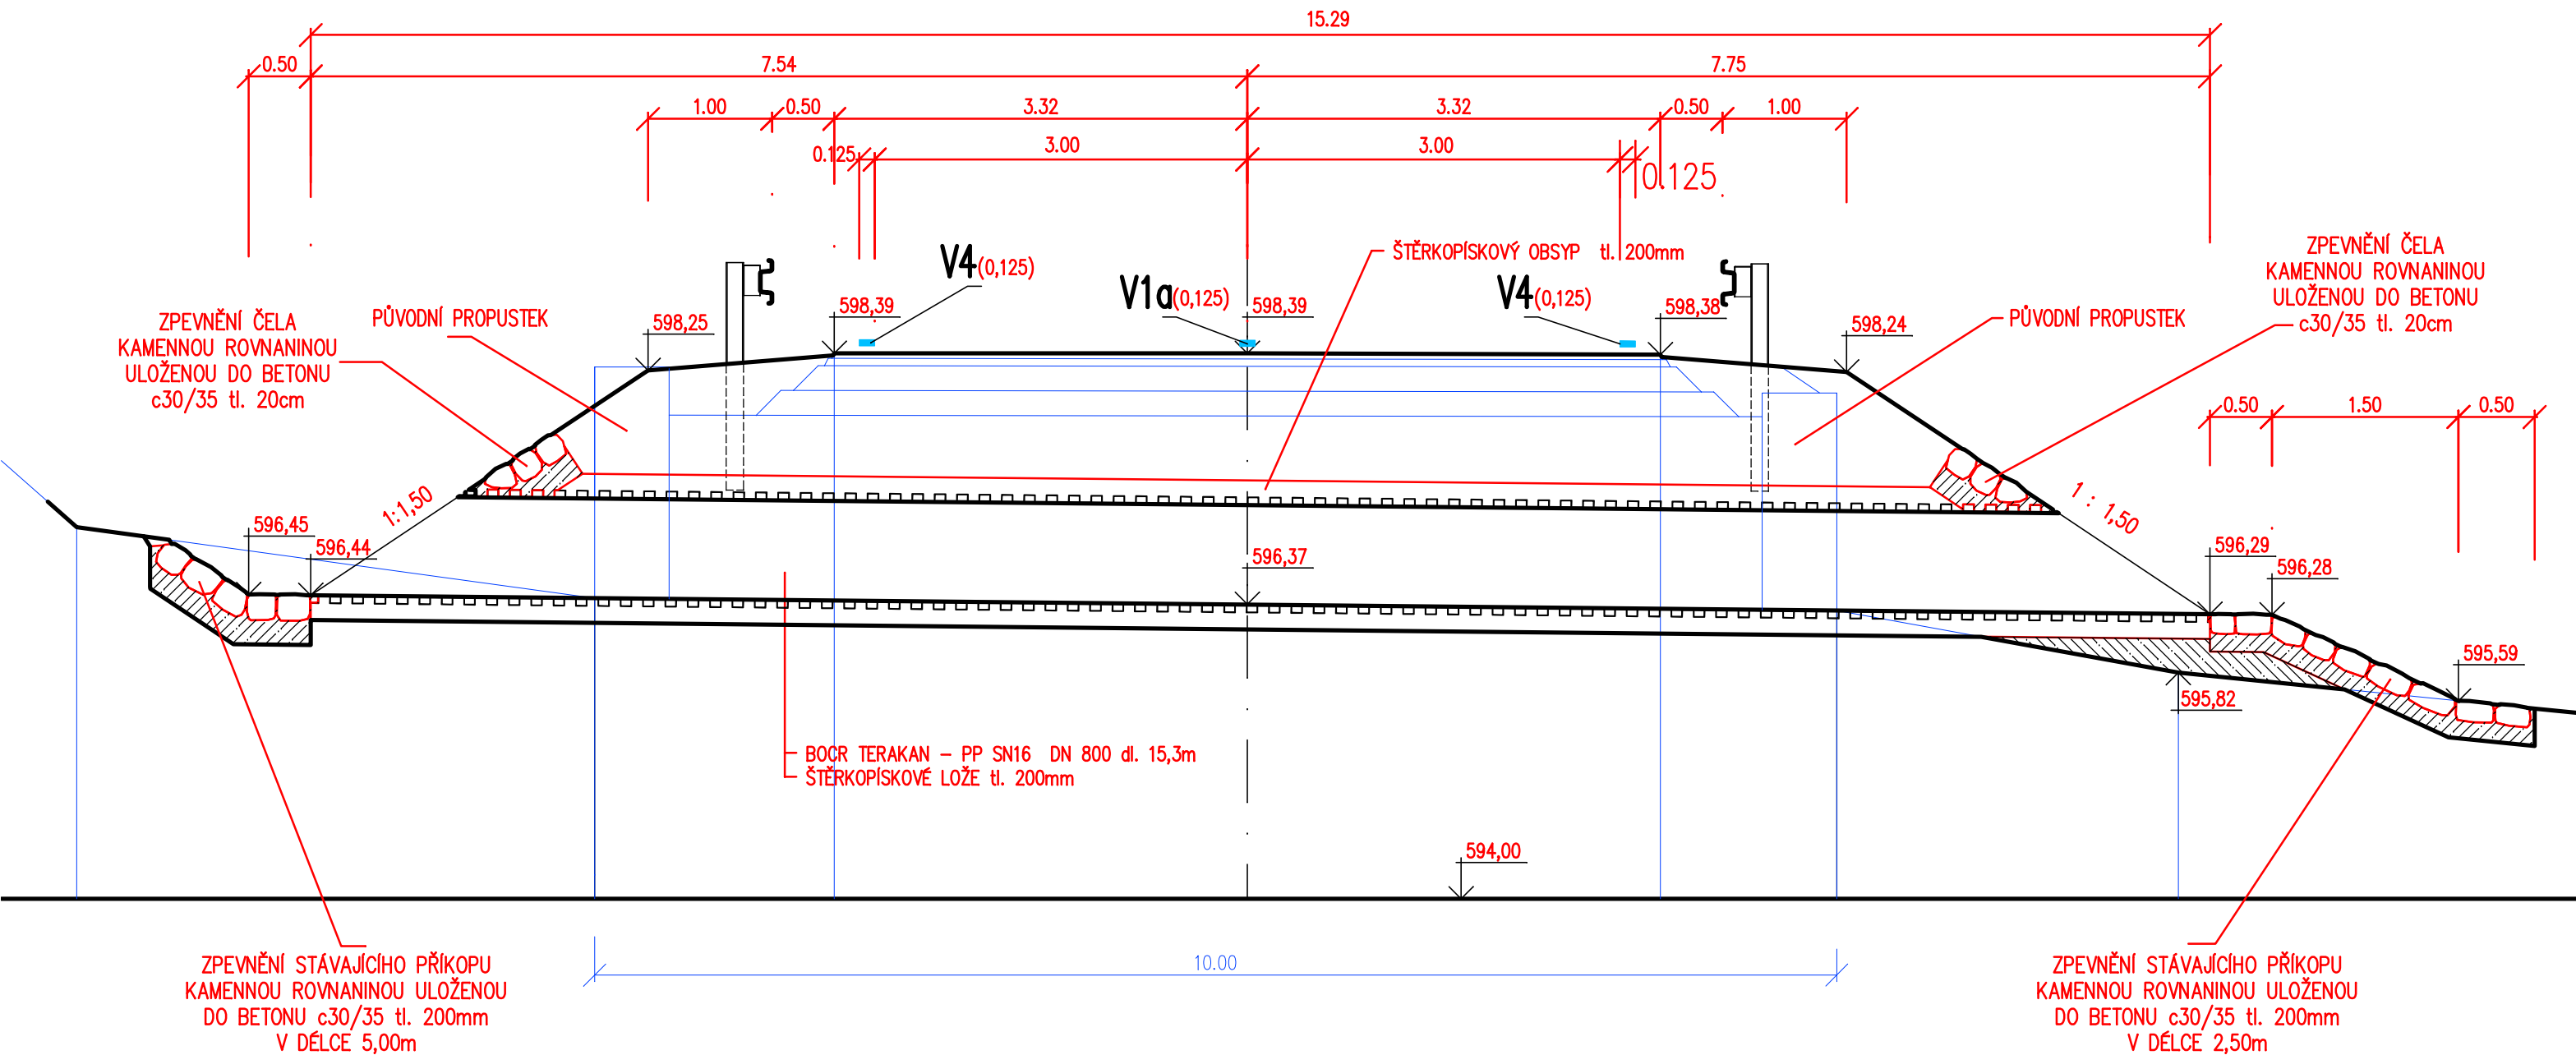 15.29
0.50 7.54 7.75
1.00 0.50 3.32 3.32 0.50 1.00
0.125 3.00 3.00 0.125
V4(0,125)
V1a(0,125)
V4(0,125)
ŠTĚRKOPÍSKOVÝ OBSYP tl. 200mm
ZPEVNĚNÍ ČELA
KAMENNOU ROVNANINOU
ULOŽENOU DO BETONU
c30/35 tl. 20cm
PŮVODNÍ PROPUSTEK
598,25
598,39
598,39
598,38
598,24
PŮVODNÍ PROPUSTEK
ZPEVNĚNÍ ČELA
KAMENNOU ROVNANINOU
ULOŽENOU DO BETONU
c30/35 tl. 20cm
0.50 1.50 0.50
1:1,50
1 : 1,50
596,45
596,44
596,37
596,29
596,28
595,59
595,82
BOCR TERAKAN – PP SN16 DN 800 dl. 15,3m
ŠTĚRKOPÍSKOVÉ LOŽE tl. 200mm
594,00
10.00
ZPEVNĚNÍ STÁVAJÍCÍHO PŘÍKOPU
KAMENNOU ROVNANINOU ULOŽENOU
DO BETONU c30/35 tl. 200mm
V DÉLCE 5,00m
ZPEVNĚNÍ STÁVAJÍCÍHO PŘÍKOPU
KAMENNOU ROVNANINOU ULOŽENOU
DO BETONU c30/35 tl. 200mm
V DÉLCE 2,50m